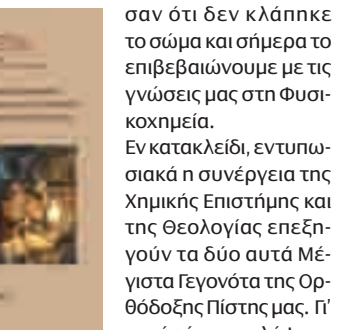 σαν ότι δεν κλάπηκε
το σώμα και σήμερα το
επιβεβαιώνουμε με τις
γνώσεις μας στη Φυσι-
κοχημεία.
Εν κατακλείδι, εντυπω-
σιακά η συνέργεια της
Χημικής Επιστήμης και
της Θεολογίας επεξη-
γούν τα δύο αυτά Μέ-
γιστα Γεγονότα της Ορ-
θόδοξης Πίστης μας. Γι’